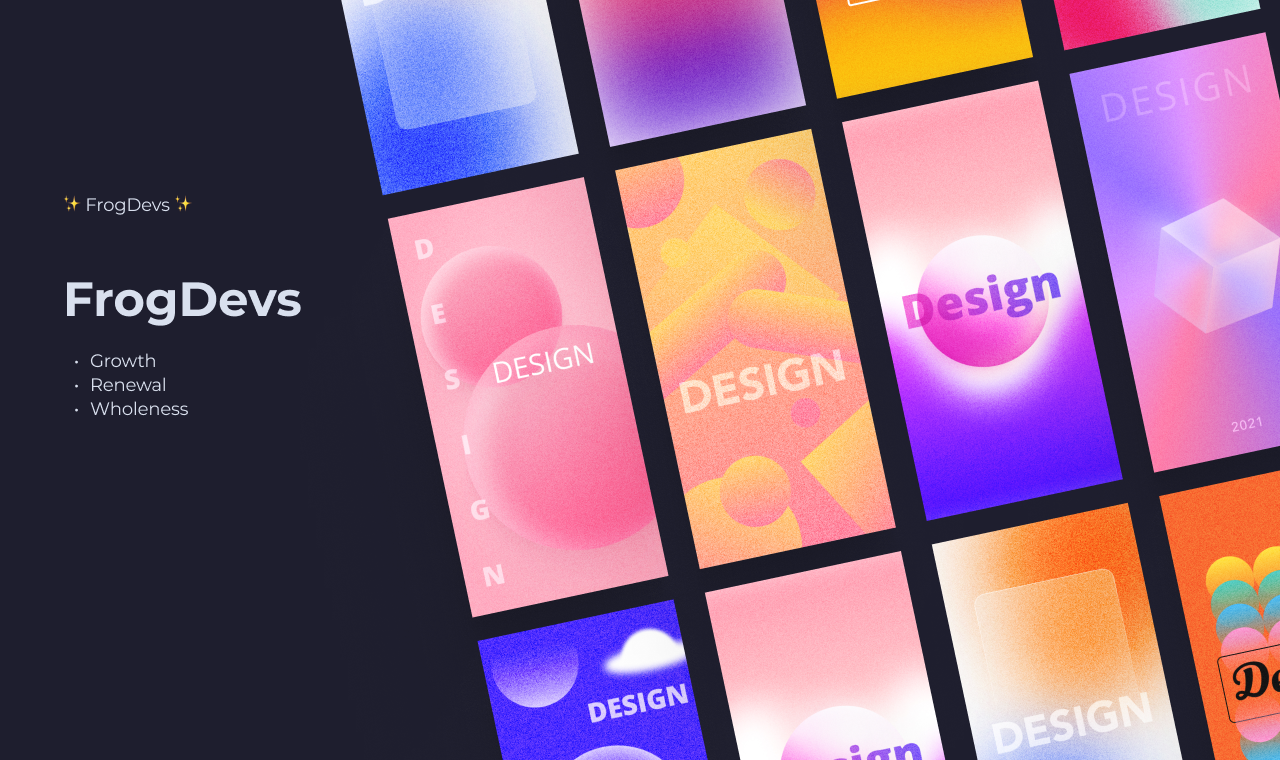 ✨ FrogDevs ✨
FrogDevs
• Growth
• Renewal
• Wholeness
D
E
S
I
G
N
DESIGN
DESIGN
Design
DESIGN
2021
DESIGN
DESIGN